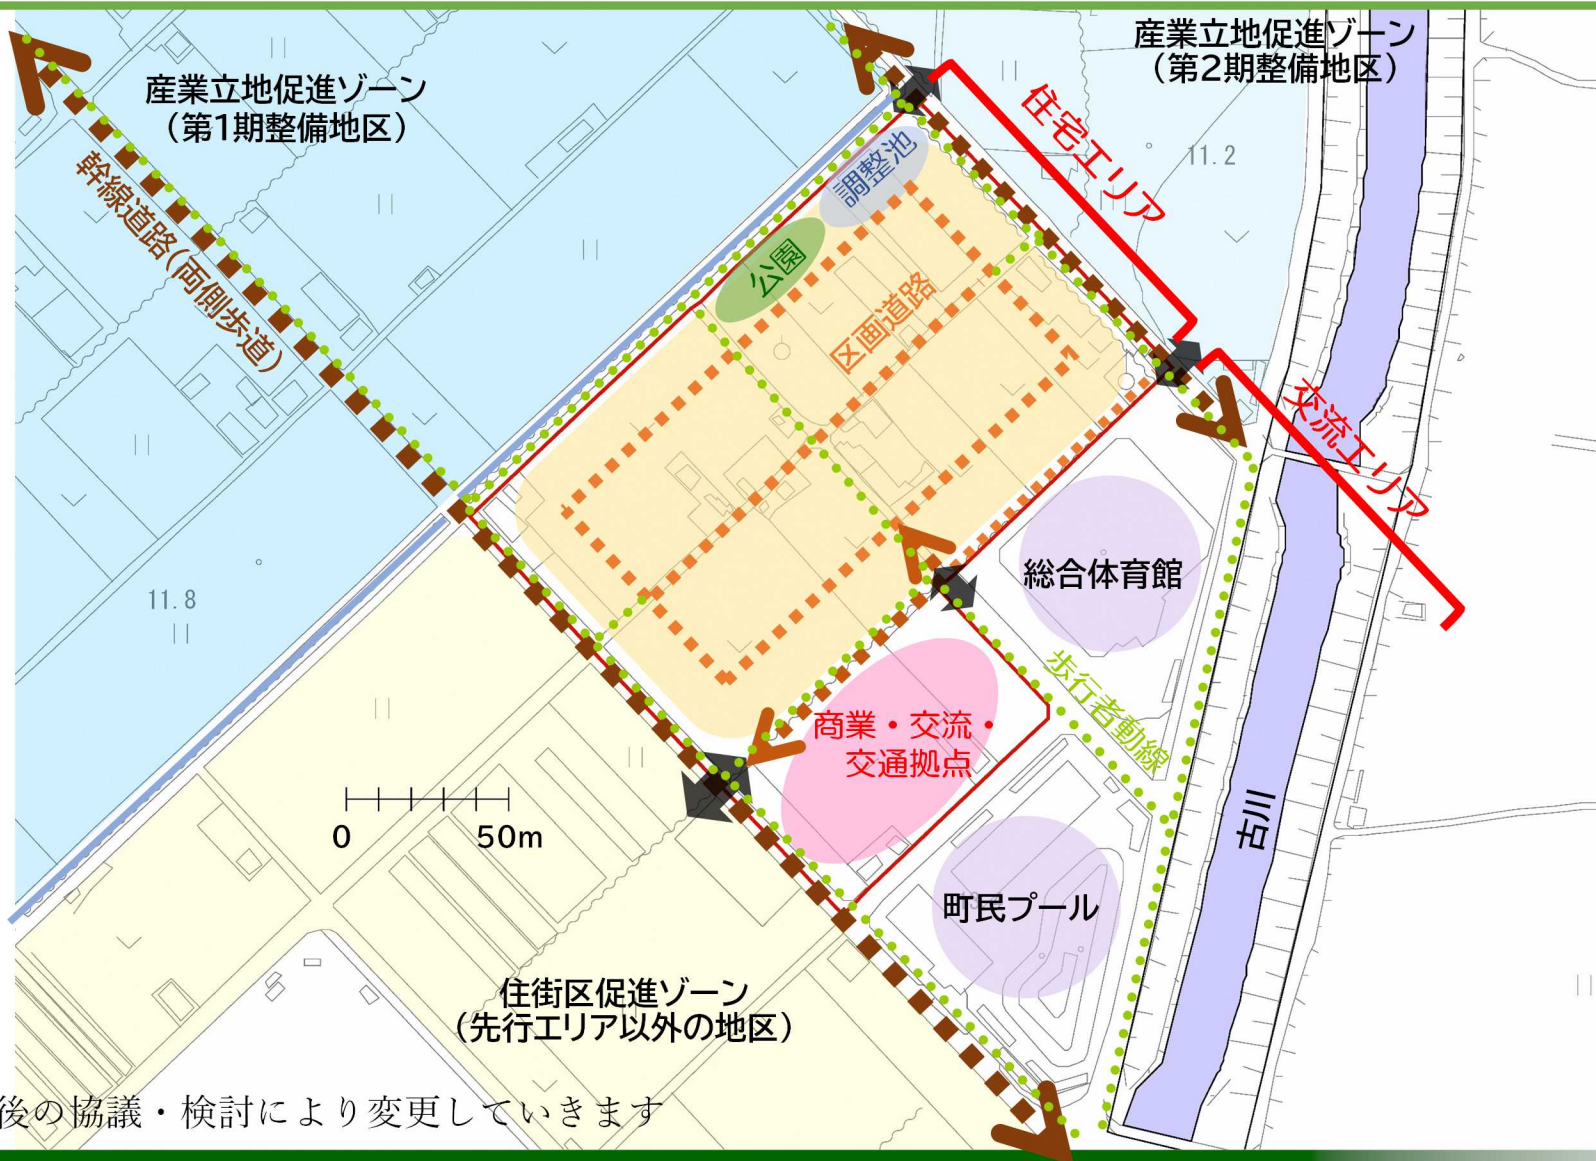 産業立地促進ゾーン
（第1期整備地区）
産業立地促進ゾーン
（第2期整備地区）
住宅エリア
11.2
調整池
公園
幹線道路(両側歩道)
区画道路
交流エリア
総合体育館
11.8
歩行者動線
商業・交流・
交通拠点
0 50m
古川
町民プール
住街区促進ゾーン
（先行エリア以外の地区）
後の協議・検討により変更していきます